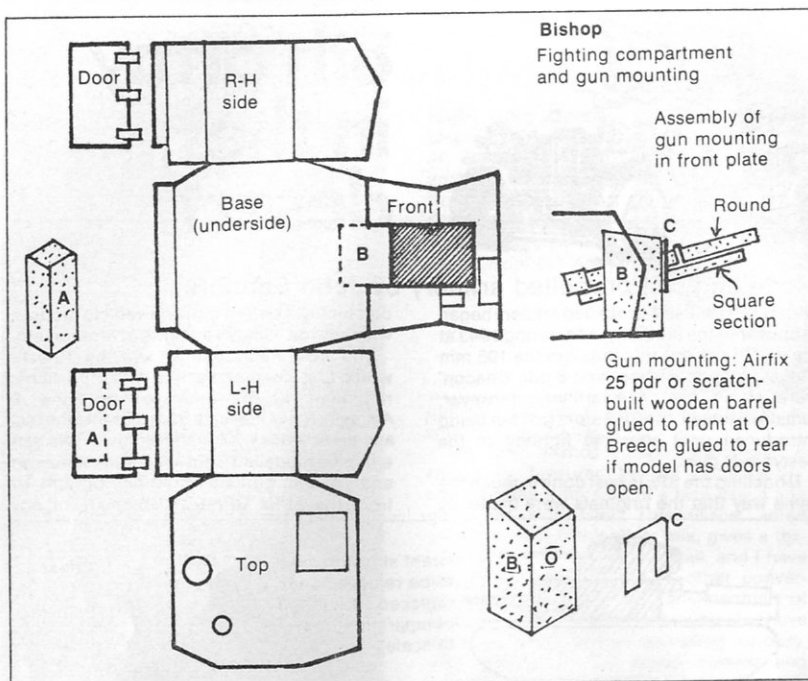 Bishop
Fighting compartment
and gun mounting
Door
R-H
side
Assembly of
gun mounting
in front plate
Base
(underside)
Front
B
A
C
Round
B
Square
section
Door
A
L-H
side
Gun mounting: Airfix
25 pdr or scratch-
built wooden barrel
glued to front at O.
Breech glued to rear
if model has doors
open.
Top
B
O
C